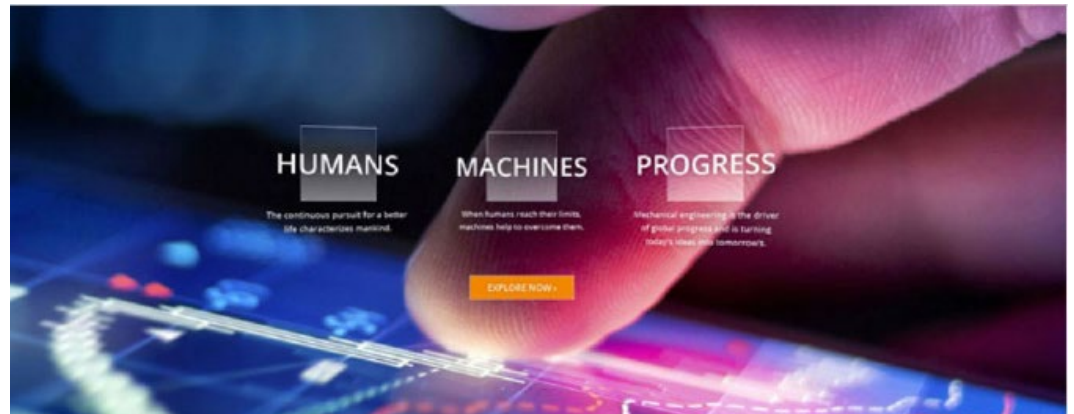 HUMANS
The continuous pursuit for a better
life characterizes mankind.
MACHINES
When humans reach their limits,
machines help to overcome them.
PROGRESS
Mechanical engineering is the driver
of global progress and is turning
today's ideas into tomorrow's.
EXPLORE NOW ›